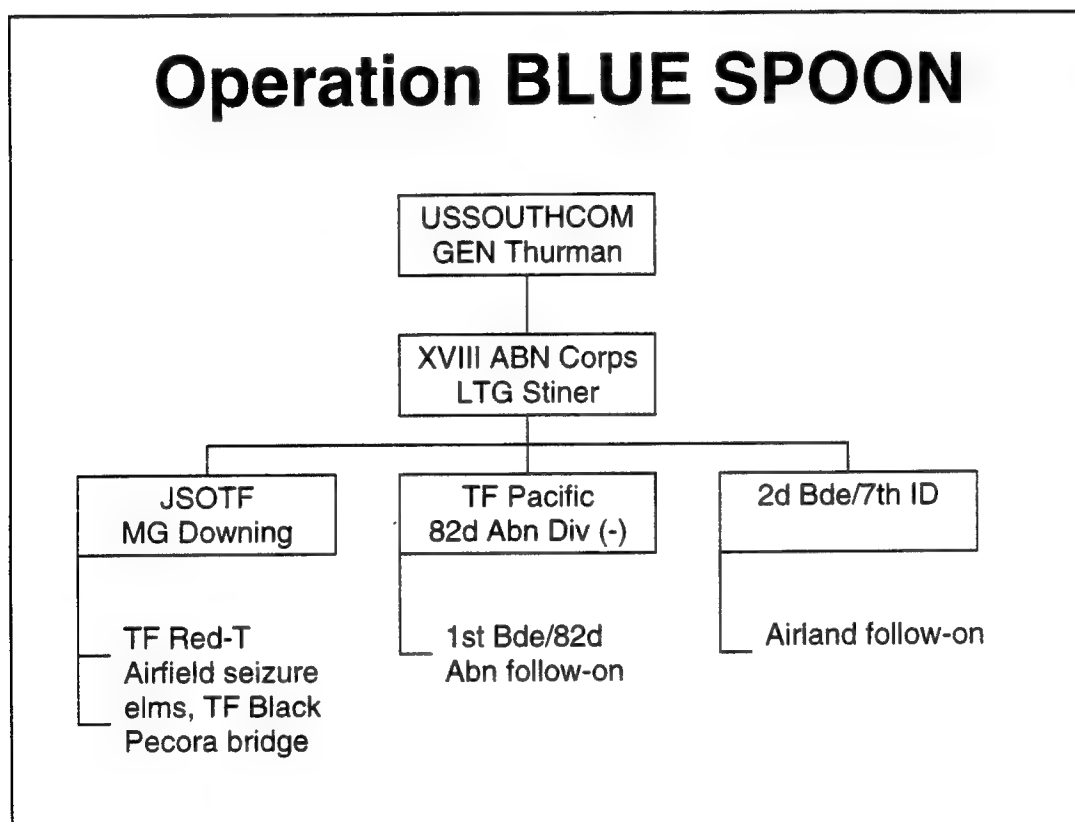 Operation BLUE SPOON
USSOUTHCOM
GEN Thurman
XVIII ABN Corps
LTG Stiner
JSOTF
MG Downing
TF Pacific
82d Abn Div (-)
2d Bde/7th ID
TF Red-T
Airfield seizure
elms, TF Black
Pecora bridge
1st Bde/82d
Abn follow-on
Airland follow-on